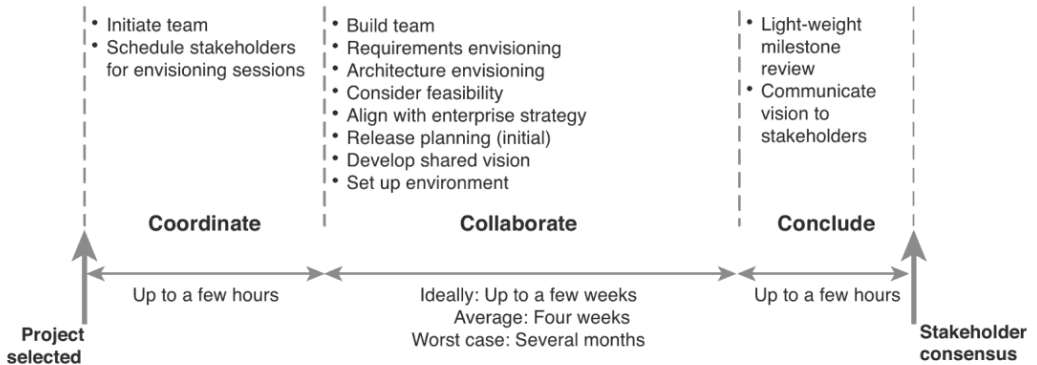 • Initiate team
• Schedule stakeholders
for envisioning sessions
• Build team
• Requirements envisioning
• Architecture envisioning
• Consider feasibility
• Align with enterprise strategy
• Release planning (initial)
• Develop shared vision
• Set up environment
• Light-weight
milestone
review
• Communicate
vision to
stakeholders
Coordinate
Collaborate
Conclude
Up to a few hours
Ideally: Up to a few weeks
Average: Four weeks
Worst case: Several months
Up to a few hours
Project
selected
Stakeholder
consensus